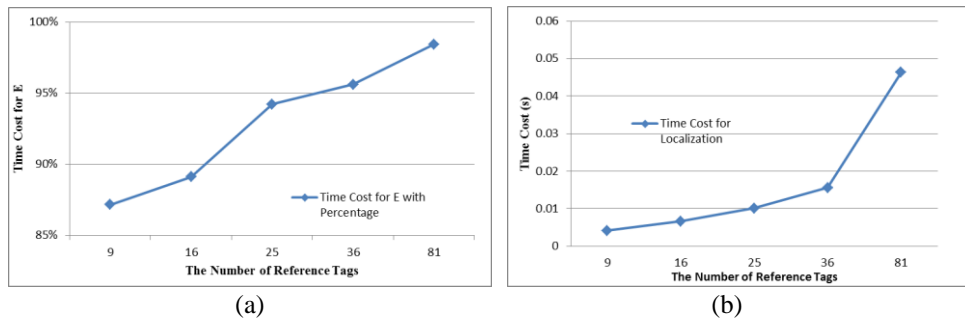 100%
95%
90%
85%
Time Cost for E
Time Cost for E with
Percentage
9 16 25 36 81
The Number of Reference Tags
(a)
0.06
0.05
0.04
0.03
0.02
0.01
0
Time Cost (s)
Time Cost for
Localization
9 16 25 36 81
The Number of Reference Tags
(b)